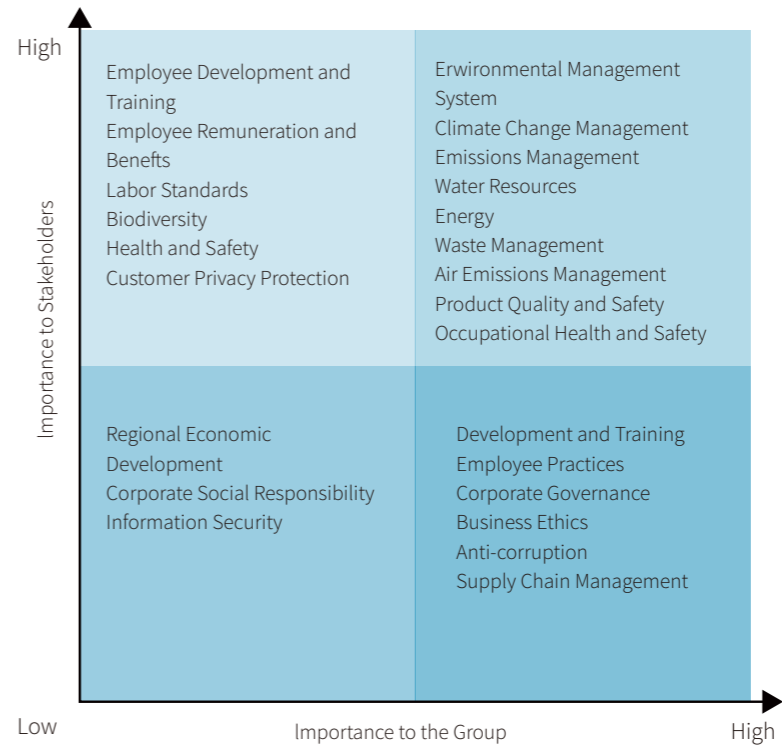 High
Importance to Stakeholders
Employee Development and
Training
Employee Remuneration and
Benefts
Labor Standards
Biodiversity
Health and Safety
Customer Privacy Protection
Erwironmental Management
System
Climate Change Management
Emissions Management
Water Resources
Energy
Waste Management
Air Emissions Management
Product Quality and Safety
Occupational Health and Safety
Regional Economic
Development
Corporate Social Responsibility
Information Security
Development and Training
Employee Practices
Corporate Governance
Business Ethics
Anti-corruption
Supply Chain Management
Low
Importance to the Group
High